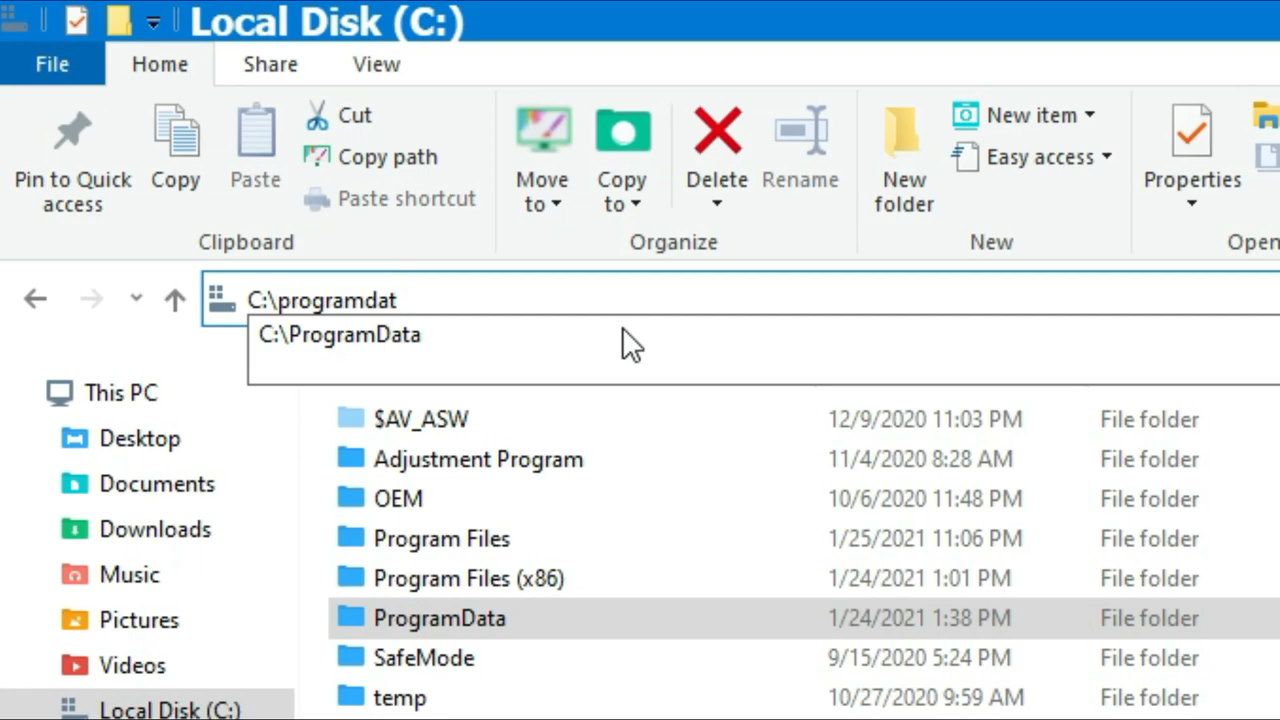 Local Disk (C:)
File Home Share View
Pin to Quick access
Copy
Paste
Cut
Copy path
Paste shortcut
Clipboard
Move to
Copy to
Delete
Rename
Organize
New folder
New item
Easy access
New
Properties
Open
C:\programdat
C:\ProgramData
This PC
Desktop
Documents
Downloads
Music
Pictures
Videos
Local Disk (C:)
$AV_ASW 12/9/2020 11:03 PM File folder
Adjustment Program 11/4/2020 8:28 AM File folder
OEM 10/6/2020 11:48 PM File folder
Program Files 1/25/2021 11:06 PM File folder
Program Files (x86) 1/24/2021 1:01 PM File folder
ProgramData 1/24/2021 1:38 PM File folder
SafeMode 9/15/2020 5:24 PM File folder
temp 10/27/2020 9:59 AM File folder